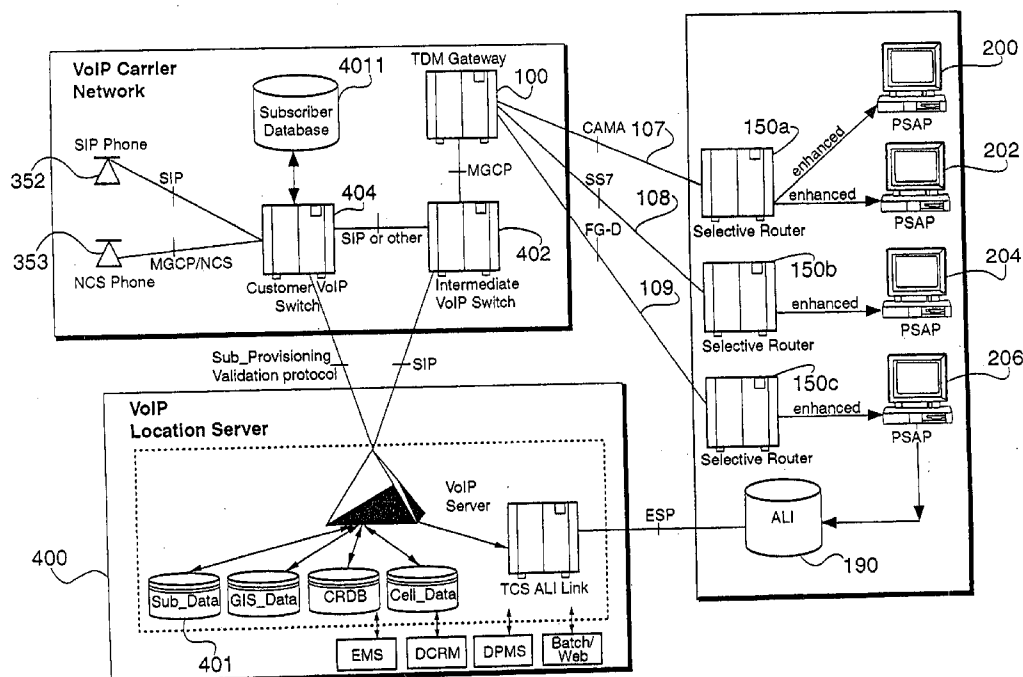 VoIP Carrier
Network
4011
Subscriber
Database
TDM Gateway
100
SIP Phone
352
SIP
MGCP
404
SIP or other
402
353
MGCP/NCS
NCS Phone
Customer VoIP
Switch
Intermediate
VoIP Switch
CAMA
107
SS7
108
FG-D
109
150a
enhanced
enhanced
Selective Router
200
PSAP
202
PSAP
150b
enhanced
Selective Router
204
PSAP
150c
enhanced
Selective Router
206
PSAP
ALI
190
ESP
Sub_Provisioning
Validation protocol
SIP
VoIP
Location Server
VoIP
Server
400
Sub_Data
GIS_Data
CRDB
Cell_Data
TCS ALI Link
401
EMS
DCRM
DPMS
Batch/
Web